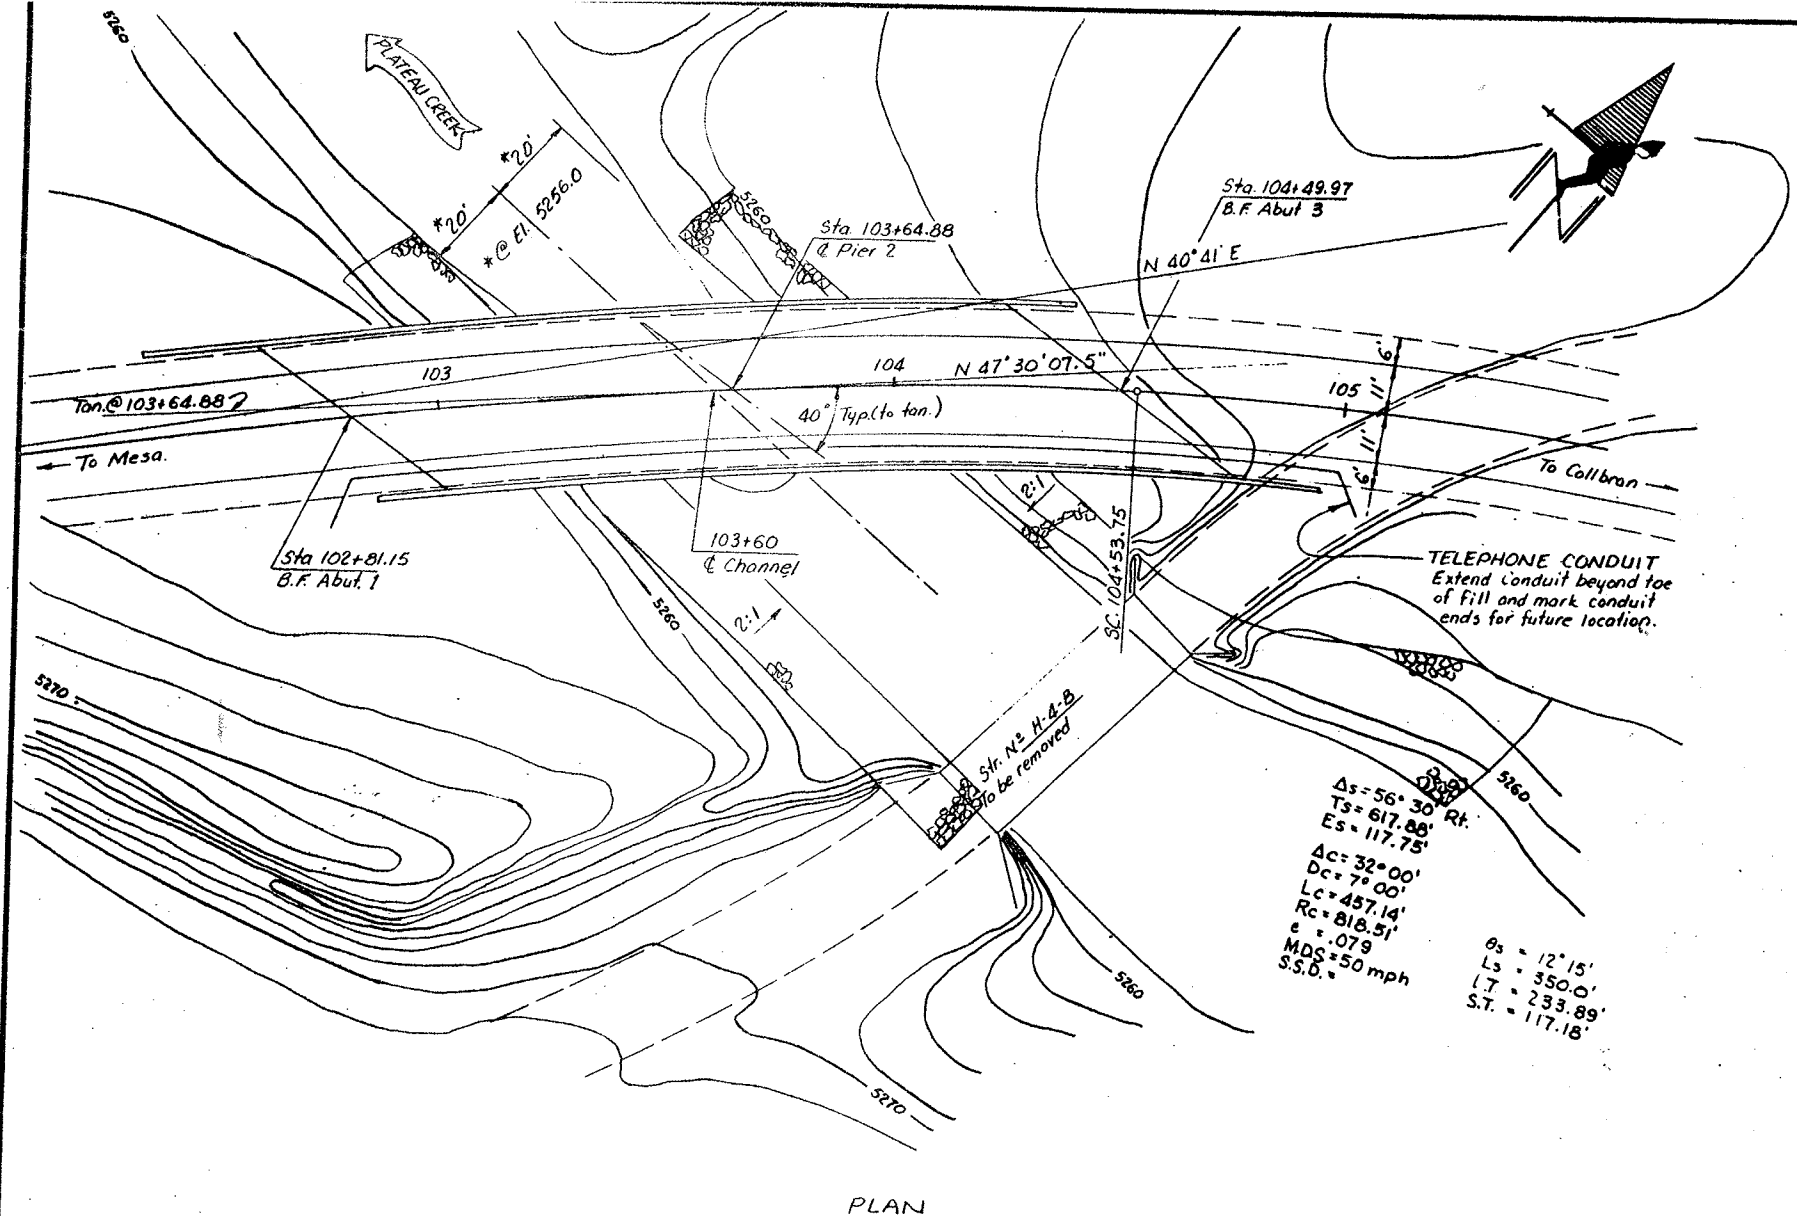 5260
PLATEAU CREEK
*20'
*20'
* @ El. 5256.0
5260
Sta. 103+64.88
℄ Pier 2
Sta. 104+49.97
B.F. Abut 3
N 40° 41' E
103
104
N 47° 30' 07.5"
105
6'
11'
11'
6'
Tan.@ 103+64.88
To Mesa.
40° Typ.(to tan.)
To Collbran
2:1
Sta 102+81.15
B.F. Abut. 1
103+60
℄ Channel
S.C. 104+53.75
TELEPHONE CONDUIT
Extend conduit beyond toe
of fill and mark conduit
ends for future location.
5260
2:1
5270
Str. Nº H-4-B
To be removed
5260
Δs = 56° 30' Rt.
Ts = 617.88'
Es = 117.75'
Δc = 32° 00'
Dc = 7° 00'
Lc = 457.14'
Rc = 818.51'
e = .079
M.D.S = 50 mph
S.S.D. =
θs = 12° 15'
Ls = 350.0'
L.T. = 233.89'
S.T. = 117.18'
5260
5270
PLAN